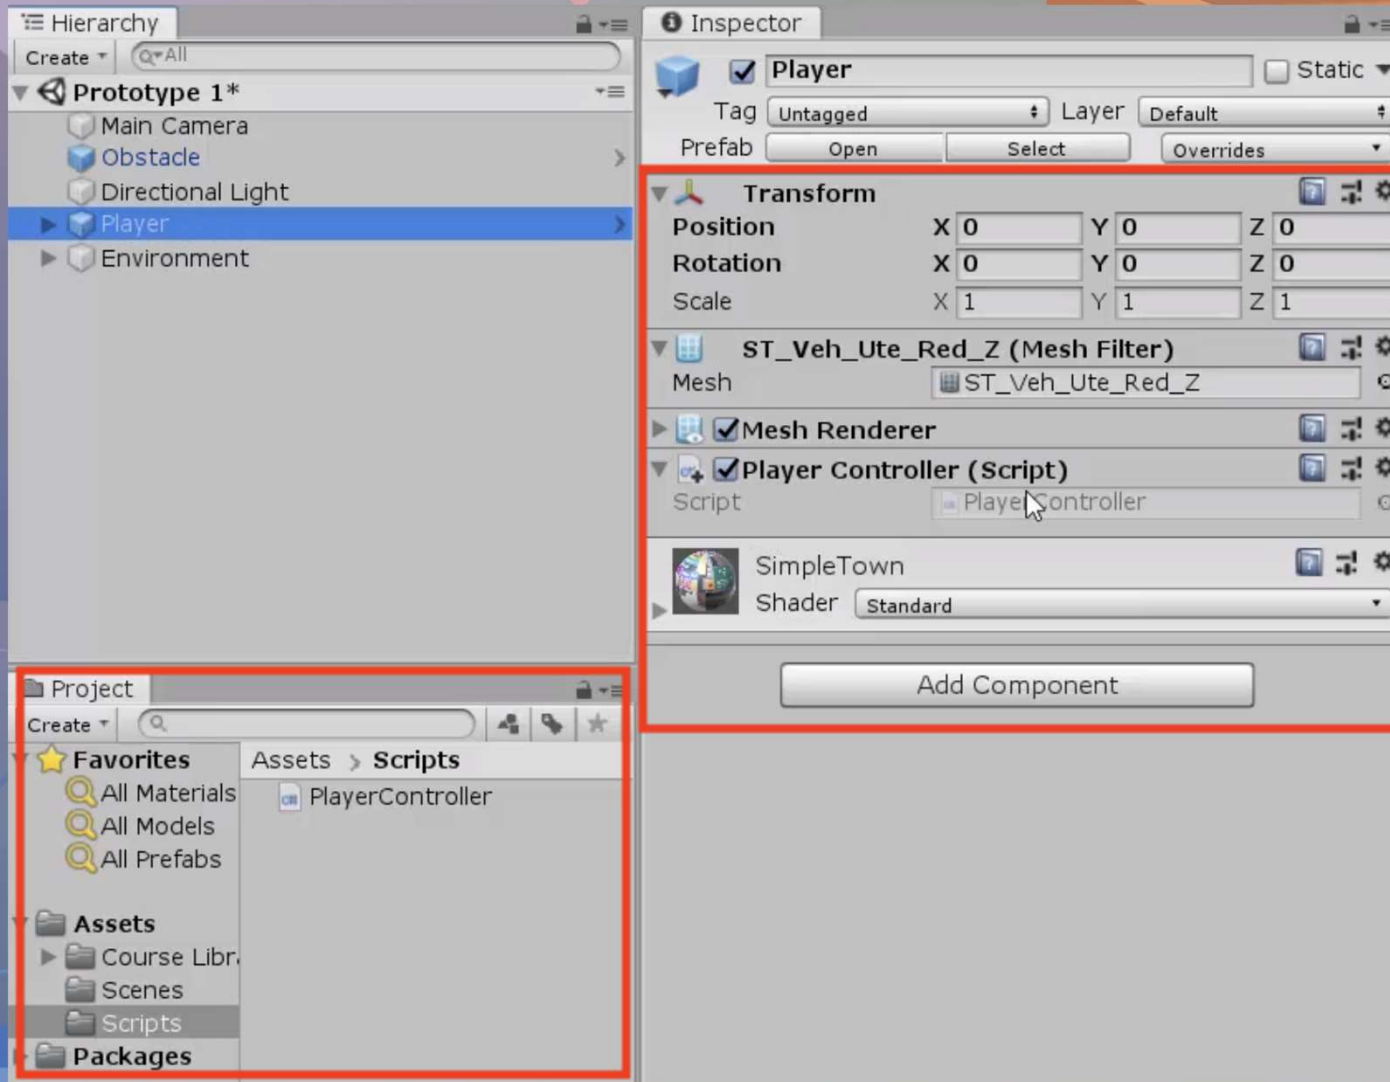 Hierarchy
Create All
Prototype 1*
Main Camera
Obstacle
Directional Light
Player
Environment
Inspector
Player Static
Tag Untagged Layer Default
Prefab Open Select Overrides
Transform
Position X 0 Y 0 Z 0
Rotation X 0 Y 0 Z 0
Scale X 1 Y 1 Z 1
ST_Veh_Ute_Red_Z (Mesh Filter)
Mesh ST_Veh_Ute_Red_Z
Mesh Renderer
Player Controller (Script)
Script PlayerController
SimpleTown
Shader Standard
Add Component
Project
Create
Favorites
All Materials
All Models
All Prefabs
Assets
Course Libr
Scenes
Scripts
Packages
Assets > Scripts
PlayerController